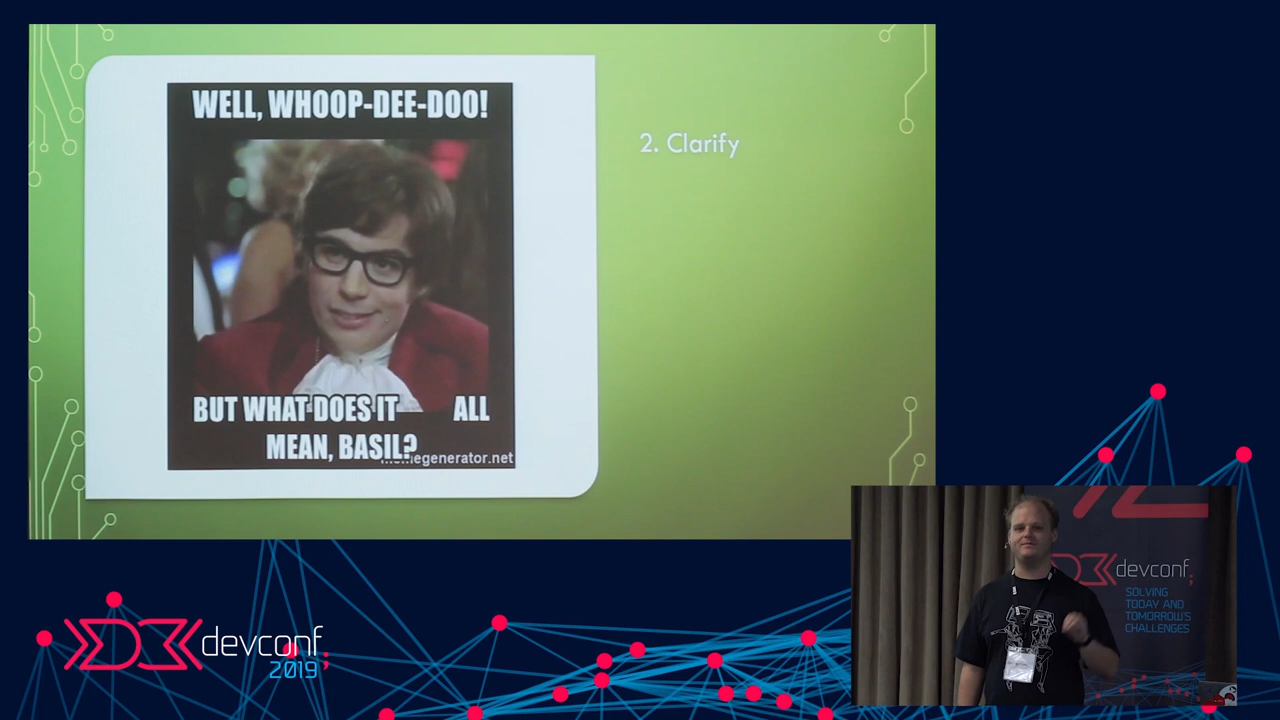 WELL, WHOOP-DEE-DOO!
BUT WHAT DOES IT ALL
MEAN, BASIL?
2. Clarify
devconf;
2019
devconf;
SOLVING
TODAY AND
TOMORROW'S
CHALLENGES